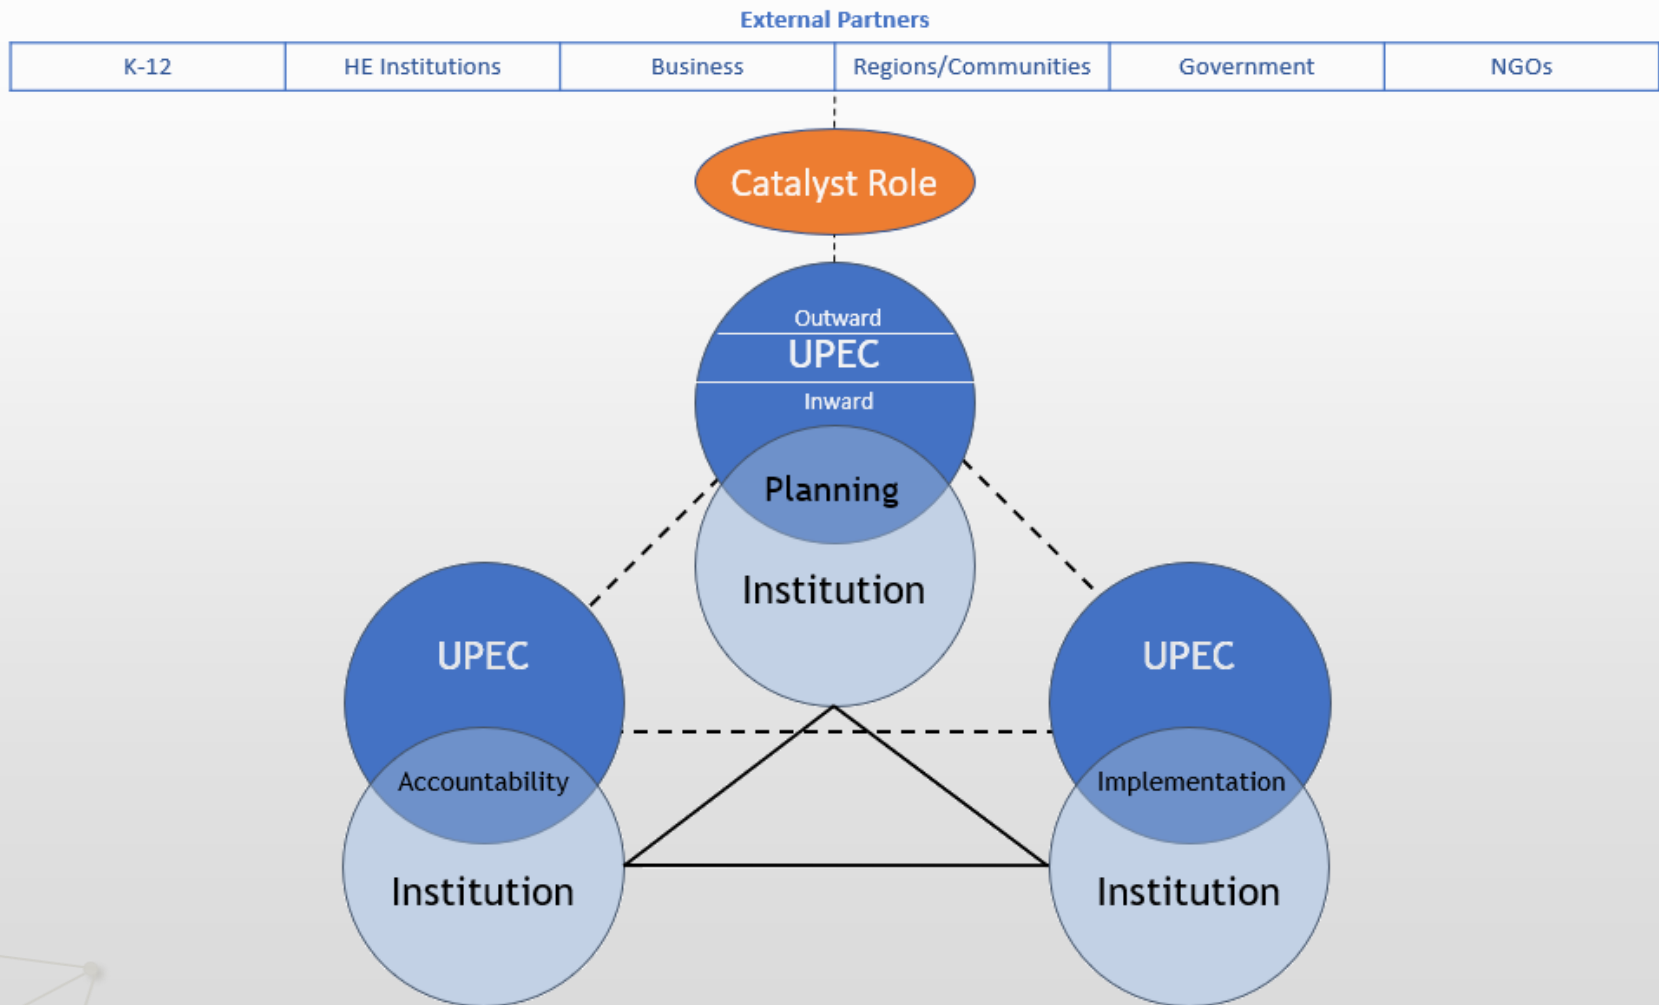 External Partners
K-12
HE Institutions
Business
Regions/Communities
Government
NGOs
Catalyst Role
Outward
UPEC
Inward
Planning
Institution
UPEC
Accountability
Institution
UPEC
Implementation
Institution